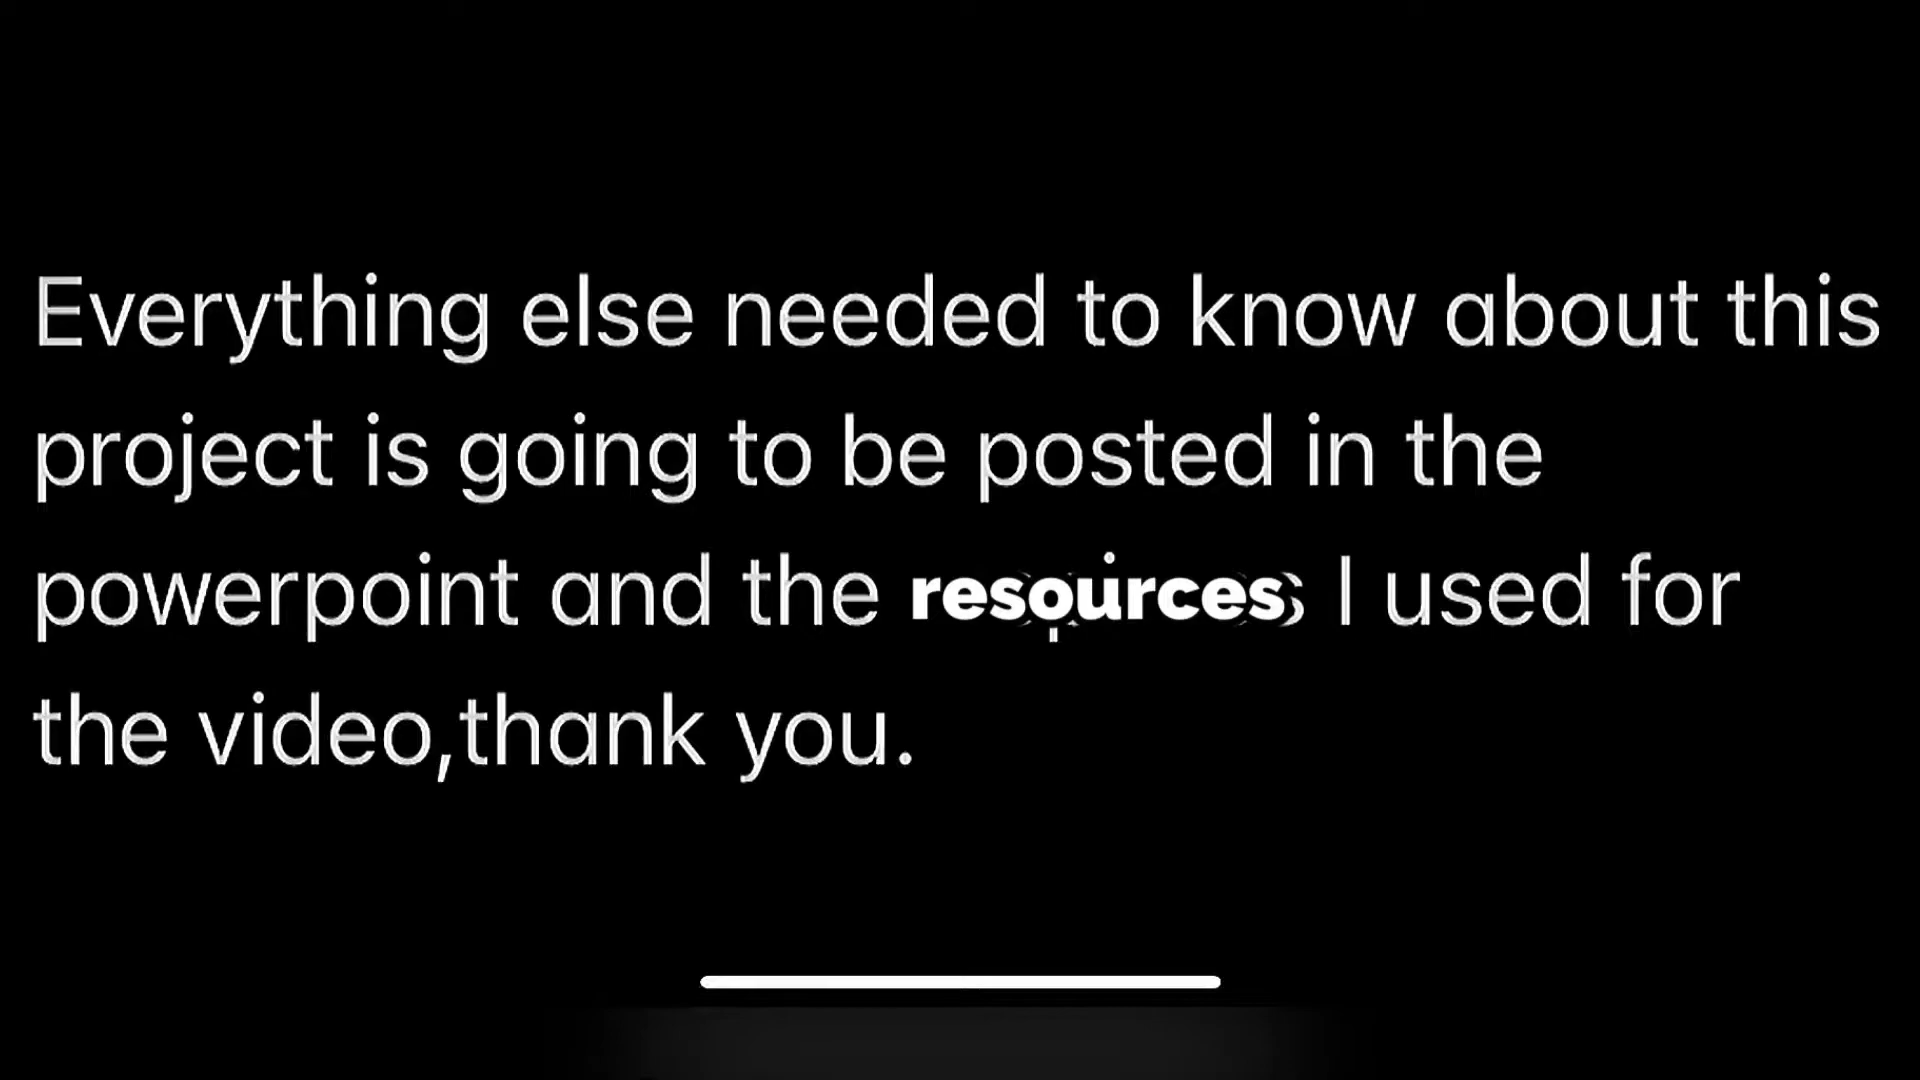 Everything else needed to know about this
project is going to be posted in the
powerpoint and the resources I used for
the video,thank you.